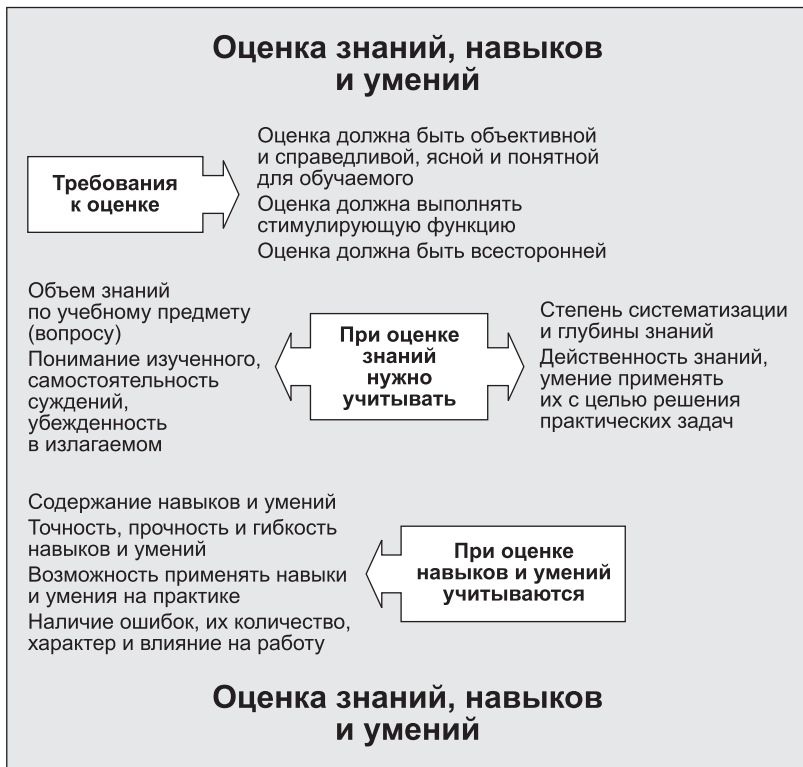 Оценка знаний, навыков
и умений
Требования
к оценке
Оценка должна быть объективной
и справедливой, ясной и понятной
для обучаемого
Оценка должна выполнять
стимулирующую функцию
Оценка должна быть всесторонней
Объем знаний
по учебному предмету
(вопросу)
Понимание изученного,
самостоятельность
суждений,
убежденность
в излагаемом
При оценке
знаний
нужно
учитывать
Степень систематизации
и глубины знаний
Действенность знаний,
умение применять
их с целью решения
практических задач
Содержание навыков и умений
Точность, прочность и гибкость
навыков и умений
Возможность применять навыки
и умения на практике
Наличие ошибок, их количество,
характер и влияние на работу
При оценке
навыков и умений
учитываются
Оценка знаний, навыков
и умений